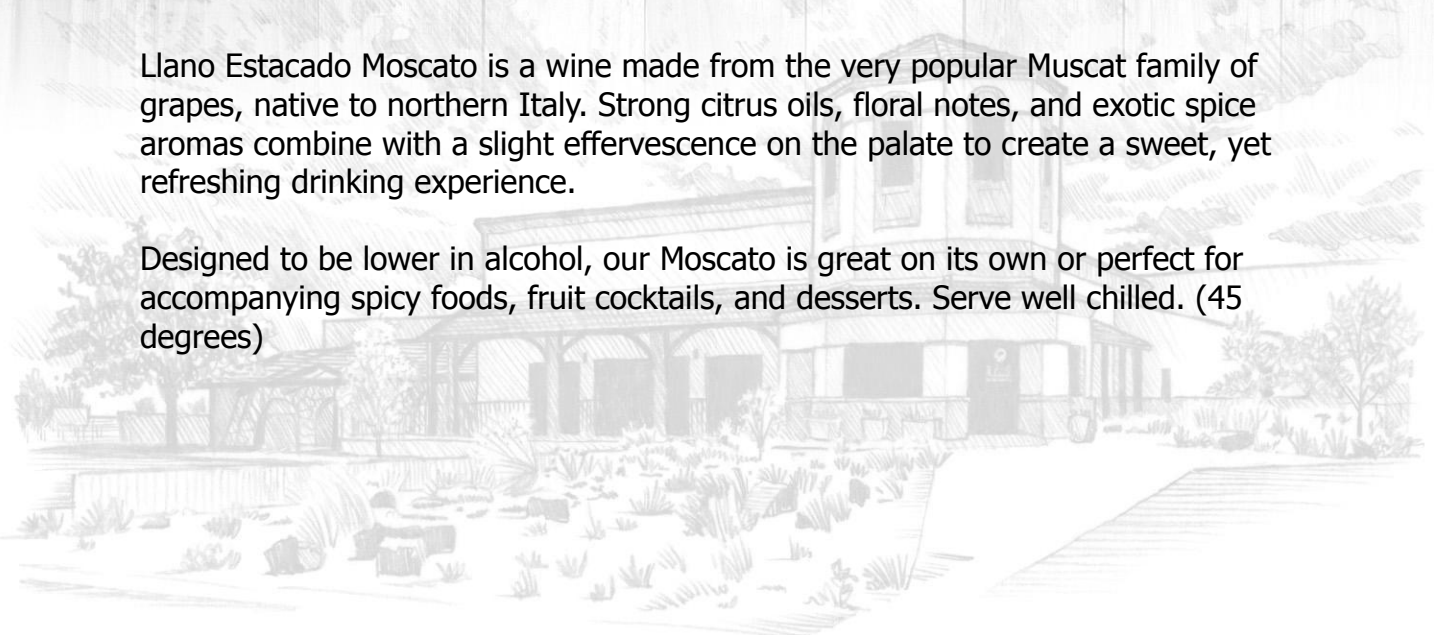 Llano Estacado Moscato is a wine made from the very popular Muscat family of
grapes, native to northern Italy. Strong citrus oils, floral notes, and exotic spice
aromas combine with a slight effervescence on the palate to create a sweet, yet
refreshing drinking experience.
Designed to be lower in alcohol, our Moscato is great on its own or perfect for
accompanying spicy foods, fruit cocktails, and desserts. Serve well chilled. (45
degrees)